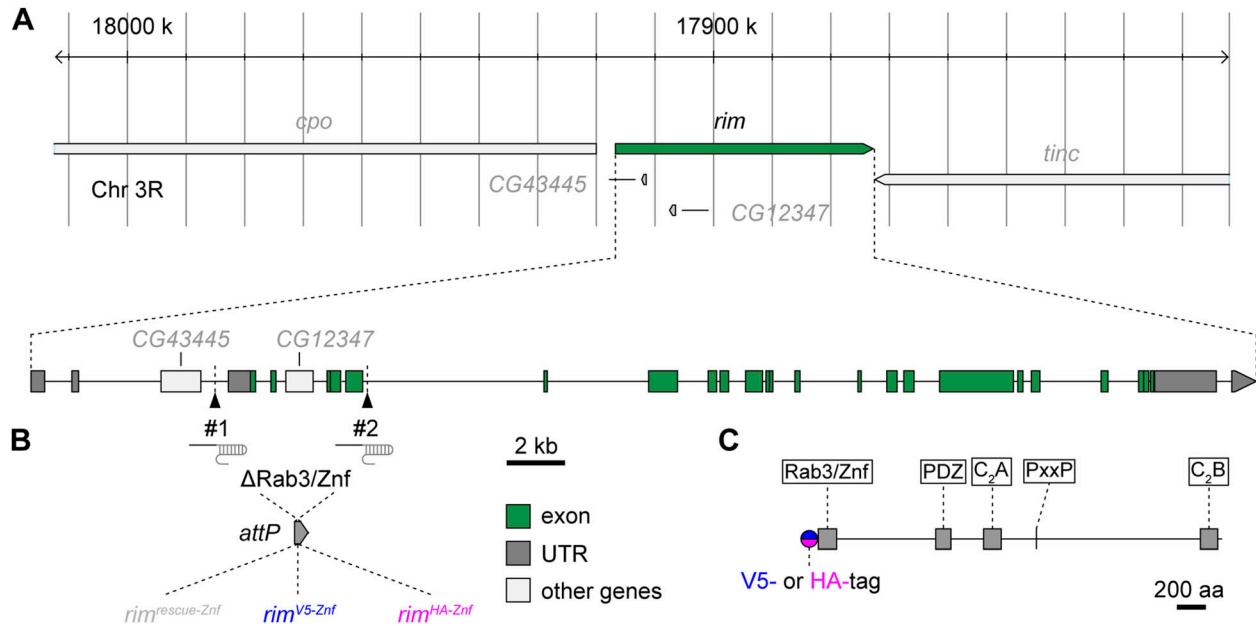 A
18000 k 17900 k
cpo rim tinc
Chr 3R CG43445
CG12347
CG43445 CG12347
#1 #2
B
ΔRab3/Znf
attP
rim^rescue-Znf rim^V5-Znf rim^HA-Znf
2 kb
exon
UTR
other genes
C
Rab3/Znf PDZ C₂A PxxP C₂B
V5- or HA-tag
200 aa